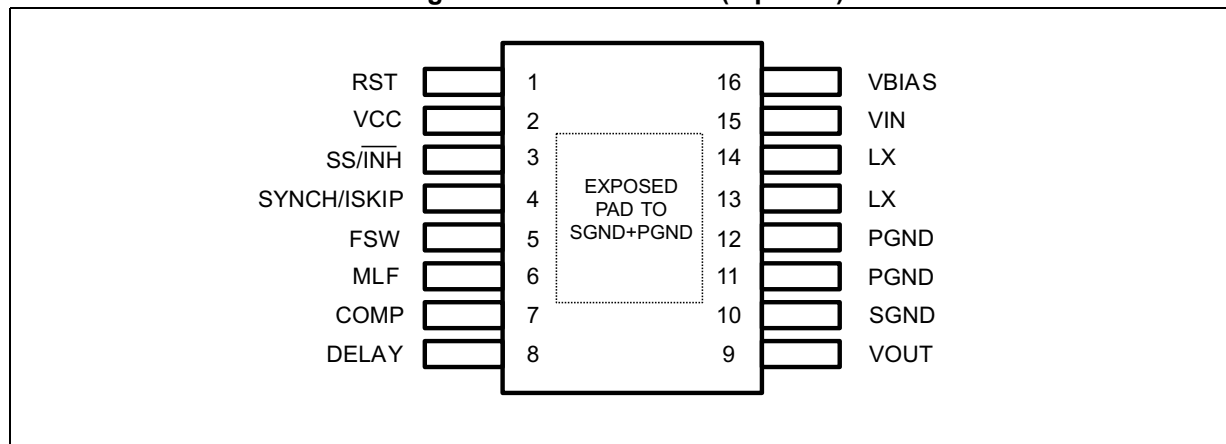 RST 1 16 VBIAS
VCC 2 15 VIN
SS/INH 3 14 LX
SYNCH/ISKIP 4 13 LX
EXPOSED
PAD TO
SGND+PGND
FSW 5 12 PGND
MLF 6 11 PGND
COMP 7 10 SGND
DELAY 8 9 VOUT